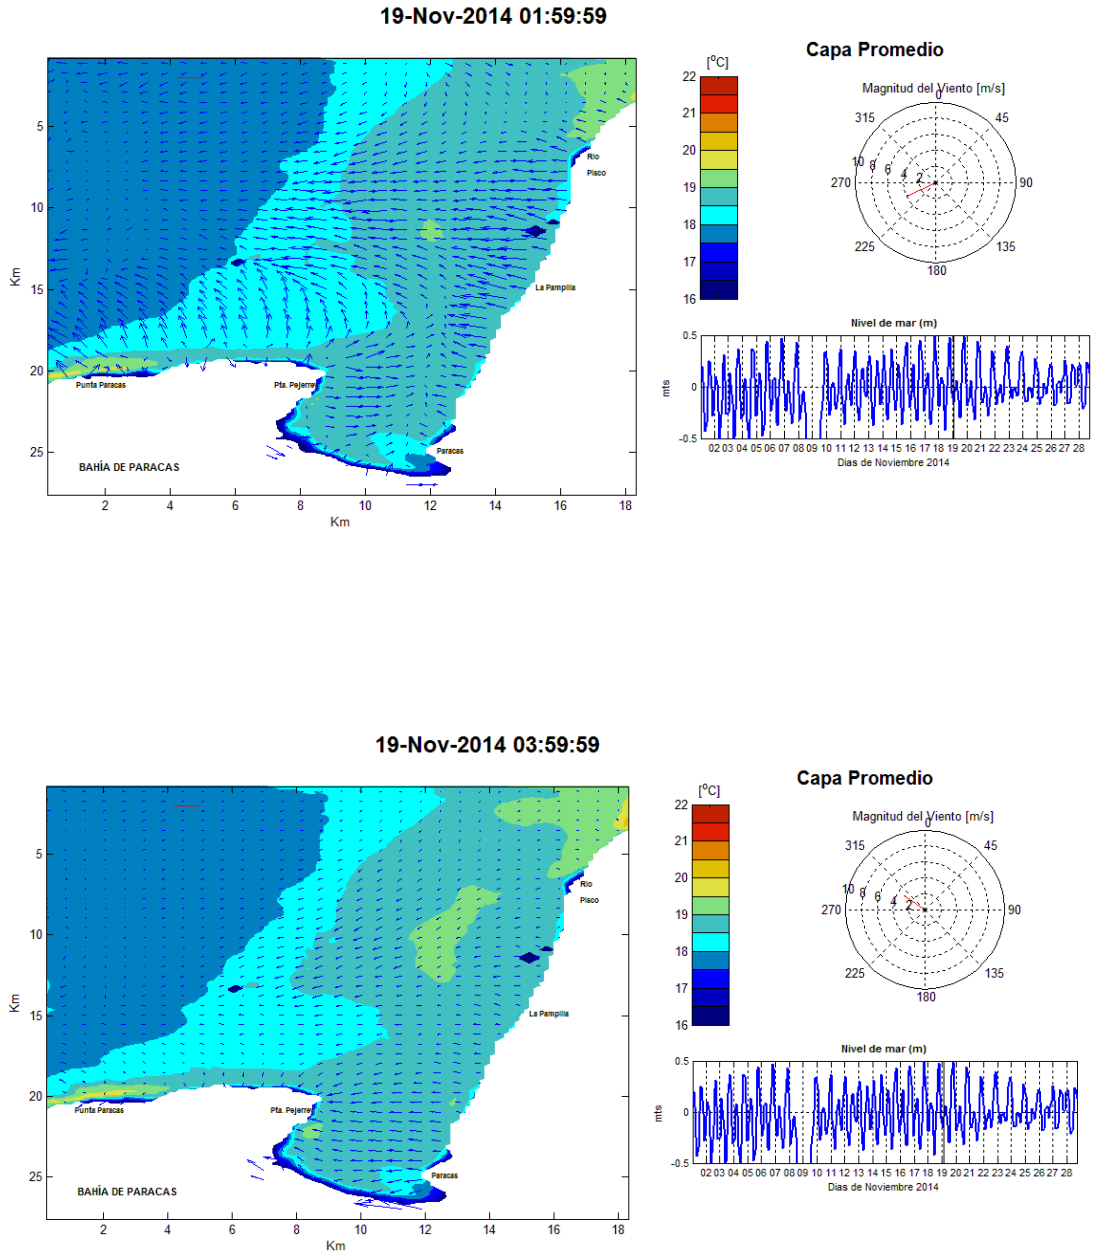 19-Nov-2014 01:59:59
Capa Promedio
[°C]
22
21
20
19
18
17
16
Magnitud del Viento [m/s]
0
45
90
135
180
225
270
315
10 8 6 4 2
5
10
15
20
25
Km
Rio
Pisco
La Pampilla
Punta Paracas
Pta. Pejerrey
Paracas
BAHÍA DE PARACAS
2 4 6 8 10 12 14 16 18
Km
Nivel de mar (m)
0.5
0
-0.5
mts
02 03 04 05 06 07 08 09 10 11 12 13 14 15 16 17 18 19 20 21 22 23 24 25 26 27 28
Dias de Noviembre 2014
19-Nov-2014 03:59:59
Capa Promedio
[°C]
22
21
20
19
18
17
16
Magnitud del Viento [m/s]
0
45
90
135
180
225
270
315
10 8 6 4 2
5
10
15
20
25
Km
Rio
Pisco
La Pampilla
Punta Paracas
Pta. Pejerrey
Paracas
BAHÍA DE PARACAS
2 4 6 8 10 12 14 16 18
Km
Nivel de mar (m)
0.5
0
-0.5
mts
02 03 04 05 06 07 08 09 10 11 12 13 14 15 16 17 18 19 20 21 22 23 24 25 26 27 28
Dias de Noviembre 2014